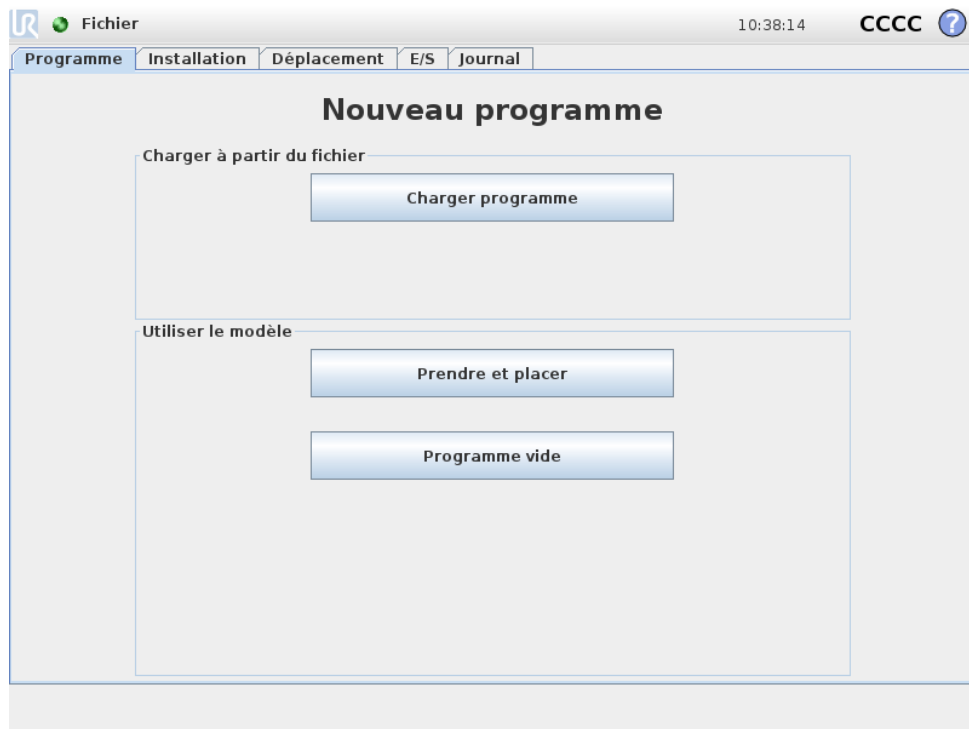 UR Fichier 10:38:14 CCCC ?
Programme Installation Déplacement E/S Journal
Nouveau programme
Charger à partir du fichier
Charger programme
Utiliser le modèle
Prendre et placer
Programme vide